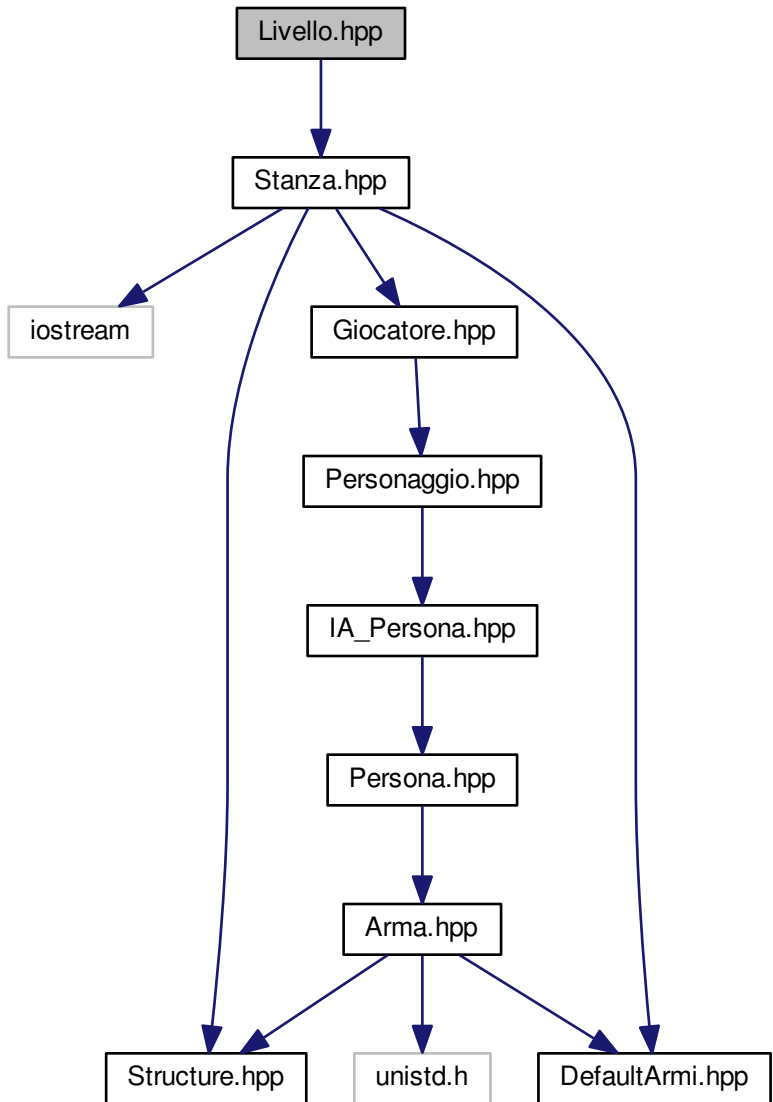 Livello.hpp
Stanza.hpp
iostream
Giocatore.hpp
Personaggio.hpp
IA_Persona.hpp
Persona.hpp
Arma.hpp
Structure.hpp
unistd.h
DefaultArmi.hpp